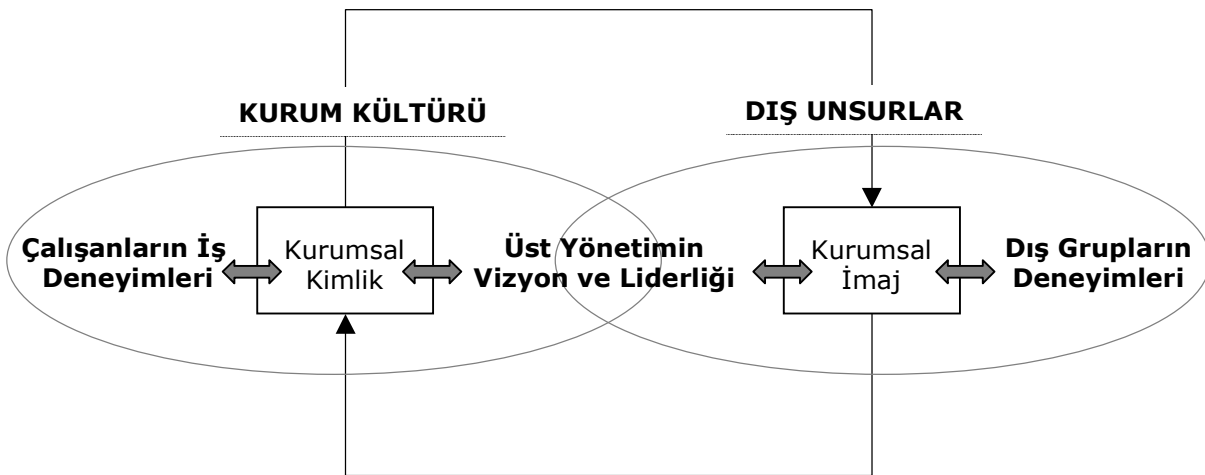 KURUM KÜLTÜRÜ
DIŞ UNSURLAR
Çalışanların İş
Deneyimleri
Kurumsal
Kimlik
Üst Yönetimin
Vizyon ve Liderliği
Kurumsal
İmaj
Dış Grupların
Deneyimleri